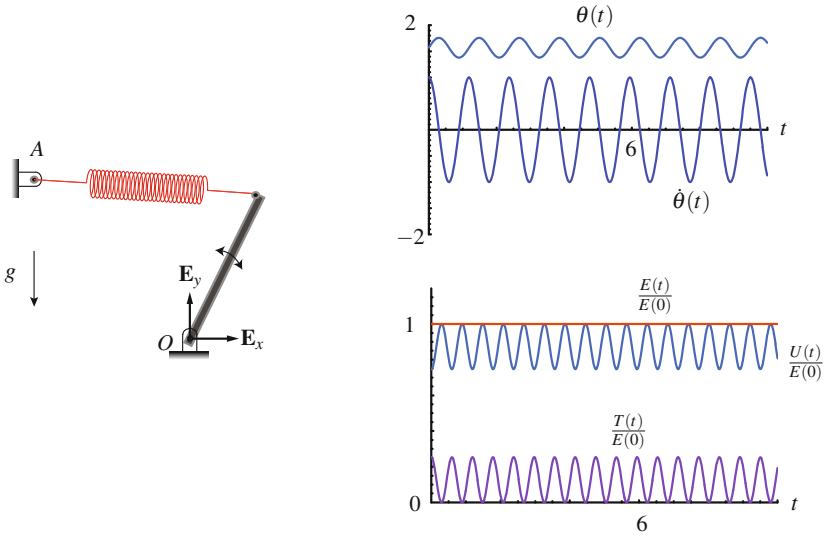 A
g
E_y
O
E_x
2
θ(t)
t
6
θ̇(t)
−2
E(t)/E(0)
1
U(t)/E(0)
T(t)/E(0)
0
t
6